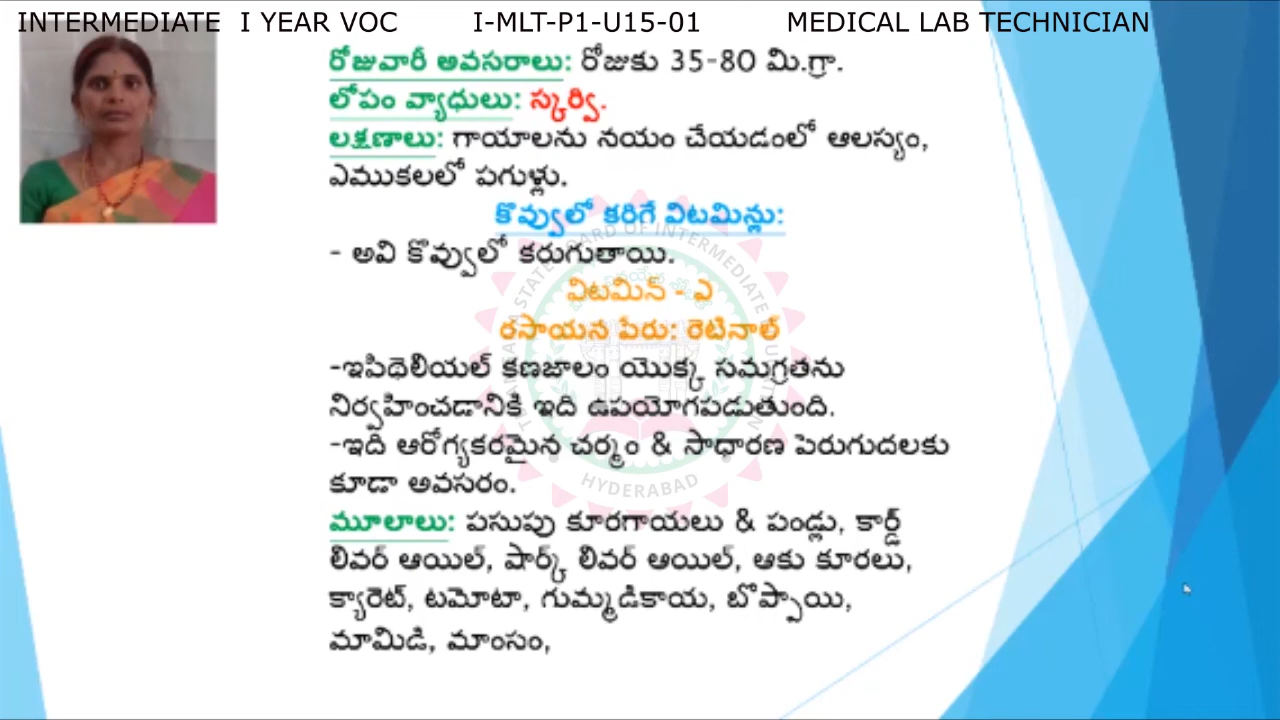 INTERMEDIATE I YEAR VOC I-MLT-P1-U15-01 MEDICAL LAB TECHNICIAN
రోజువారీ అవసరాలు: రోజుకు 35-80 మి.గ్రా.
లోపం వ్యాధులు: స్కర్వి.
లక్షణాలు: గాయాలను నయం చేయడంలో ఆలస్యం,
ఎముకలలో పగుళ్లు.
కొవ్వులో కరిగే విటమిన్లు:
- అవి కొవ్వులో కరుగుతాయి.
విటమిన్ - ఎ
రసాయన పేరు: రెటినాల్
-ఇపిథెలియల్ కణజాలం యొక్క సమగ్రతను
నిర్వహించడానికి ఇది ఉపయోగపడుతుంది.
-ఇది ఆరోగ్యకరమైన చర్మం & సాధారణ పెరుగుదలకు
కూడా అవసరం.
మూలాలు: పసుపు కూరగాయలు & పండ్లు, కార్డ్
లివర్ ఆయిల్, షార్క్ లివర్ ఆయిల్, ఆకు కూరలు,
క్యారెట్, టమోటా, గుమ్మడికాయ, బొప్పాయి,
మామిడి, మాంసం,
HYDERABAD